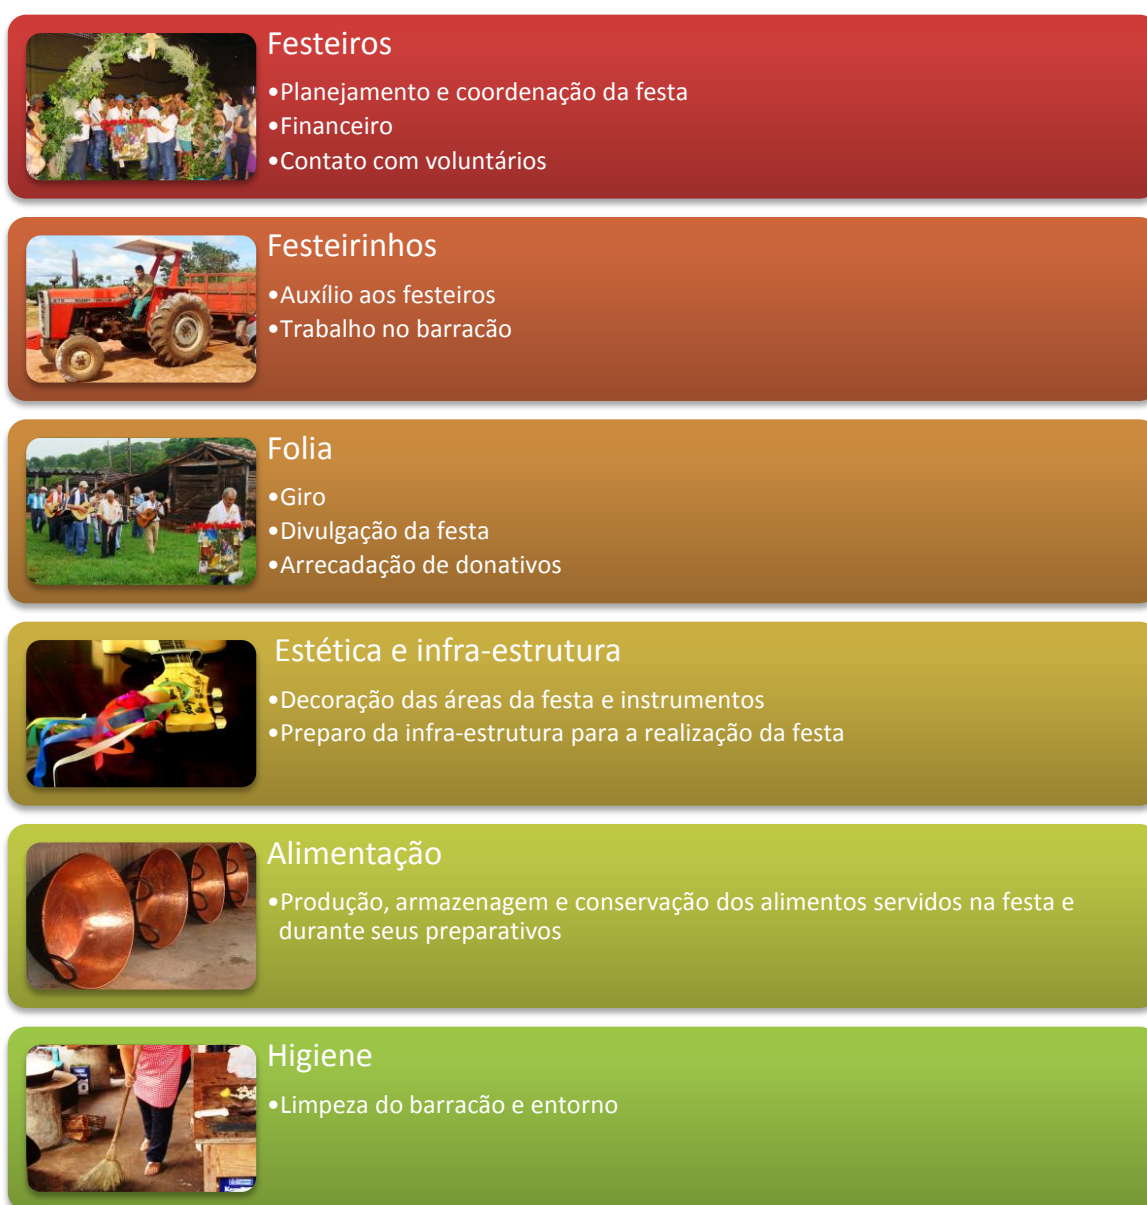 Festeiros
•Planejamento e coordenação da festa
•Financeiro
•Contato com voluntários
Festeirinhos
•Auxílio aos festeiros
•Trabalho no barracão
Folia
•Giro
•Divulgação da festa
•Arrecadação de donativos
Estética e infra-estrutura
•Decoração das áreas da festa e instrumentos
•Preparo da infra-estrutura para a realização da festa
Alimentação
•Produção, armazenagem e conservação dos alimentos servidos na festa e
durante seus preparativos
Higiene
•Limpeza do barracão e entorno